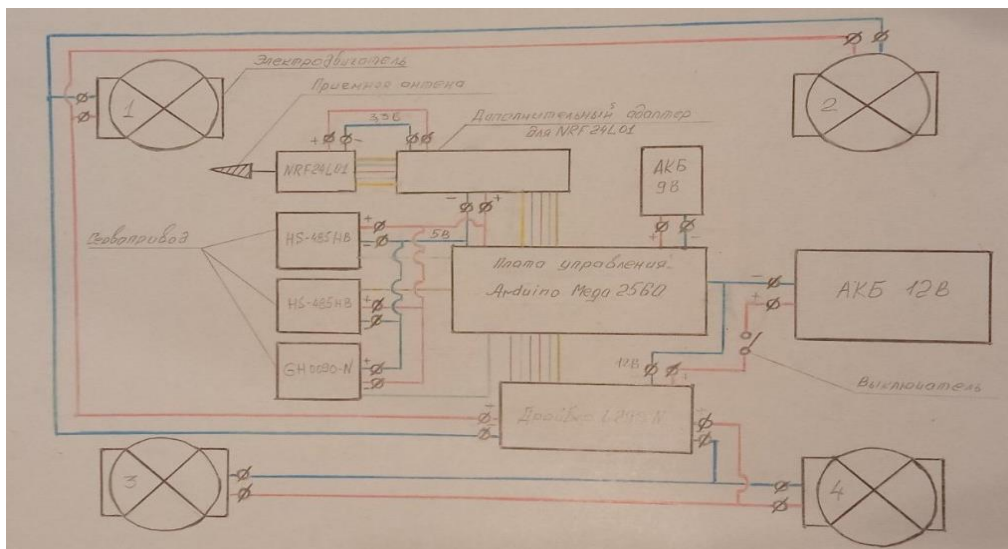 Электродвигатель
Приемная антена
1
2
3,3В
+ -
Дополнительный адаптер
для NRF24L01
NRF24L01
АКБ
9В
+ -
- +
Сервопривод
HS-485HB
+
-
5В
Плата управления:
Arduino Mega 2560
-
+
АКБ 12В
HS-485HB
+
-
12В
+
Выключатель
GH0090-N
+
-
Драйвер L298N
-
+
3
4